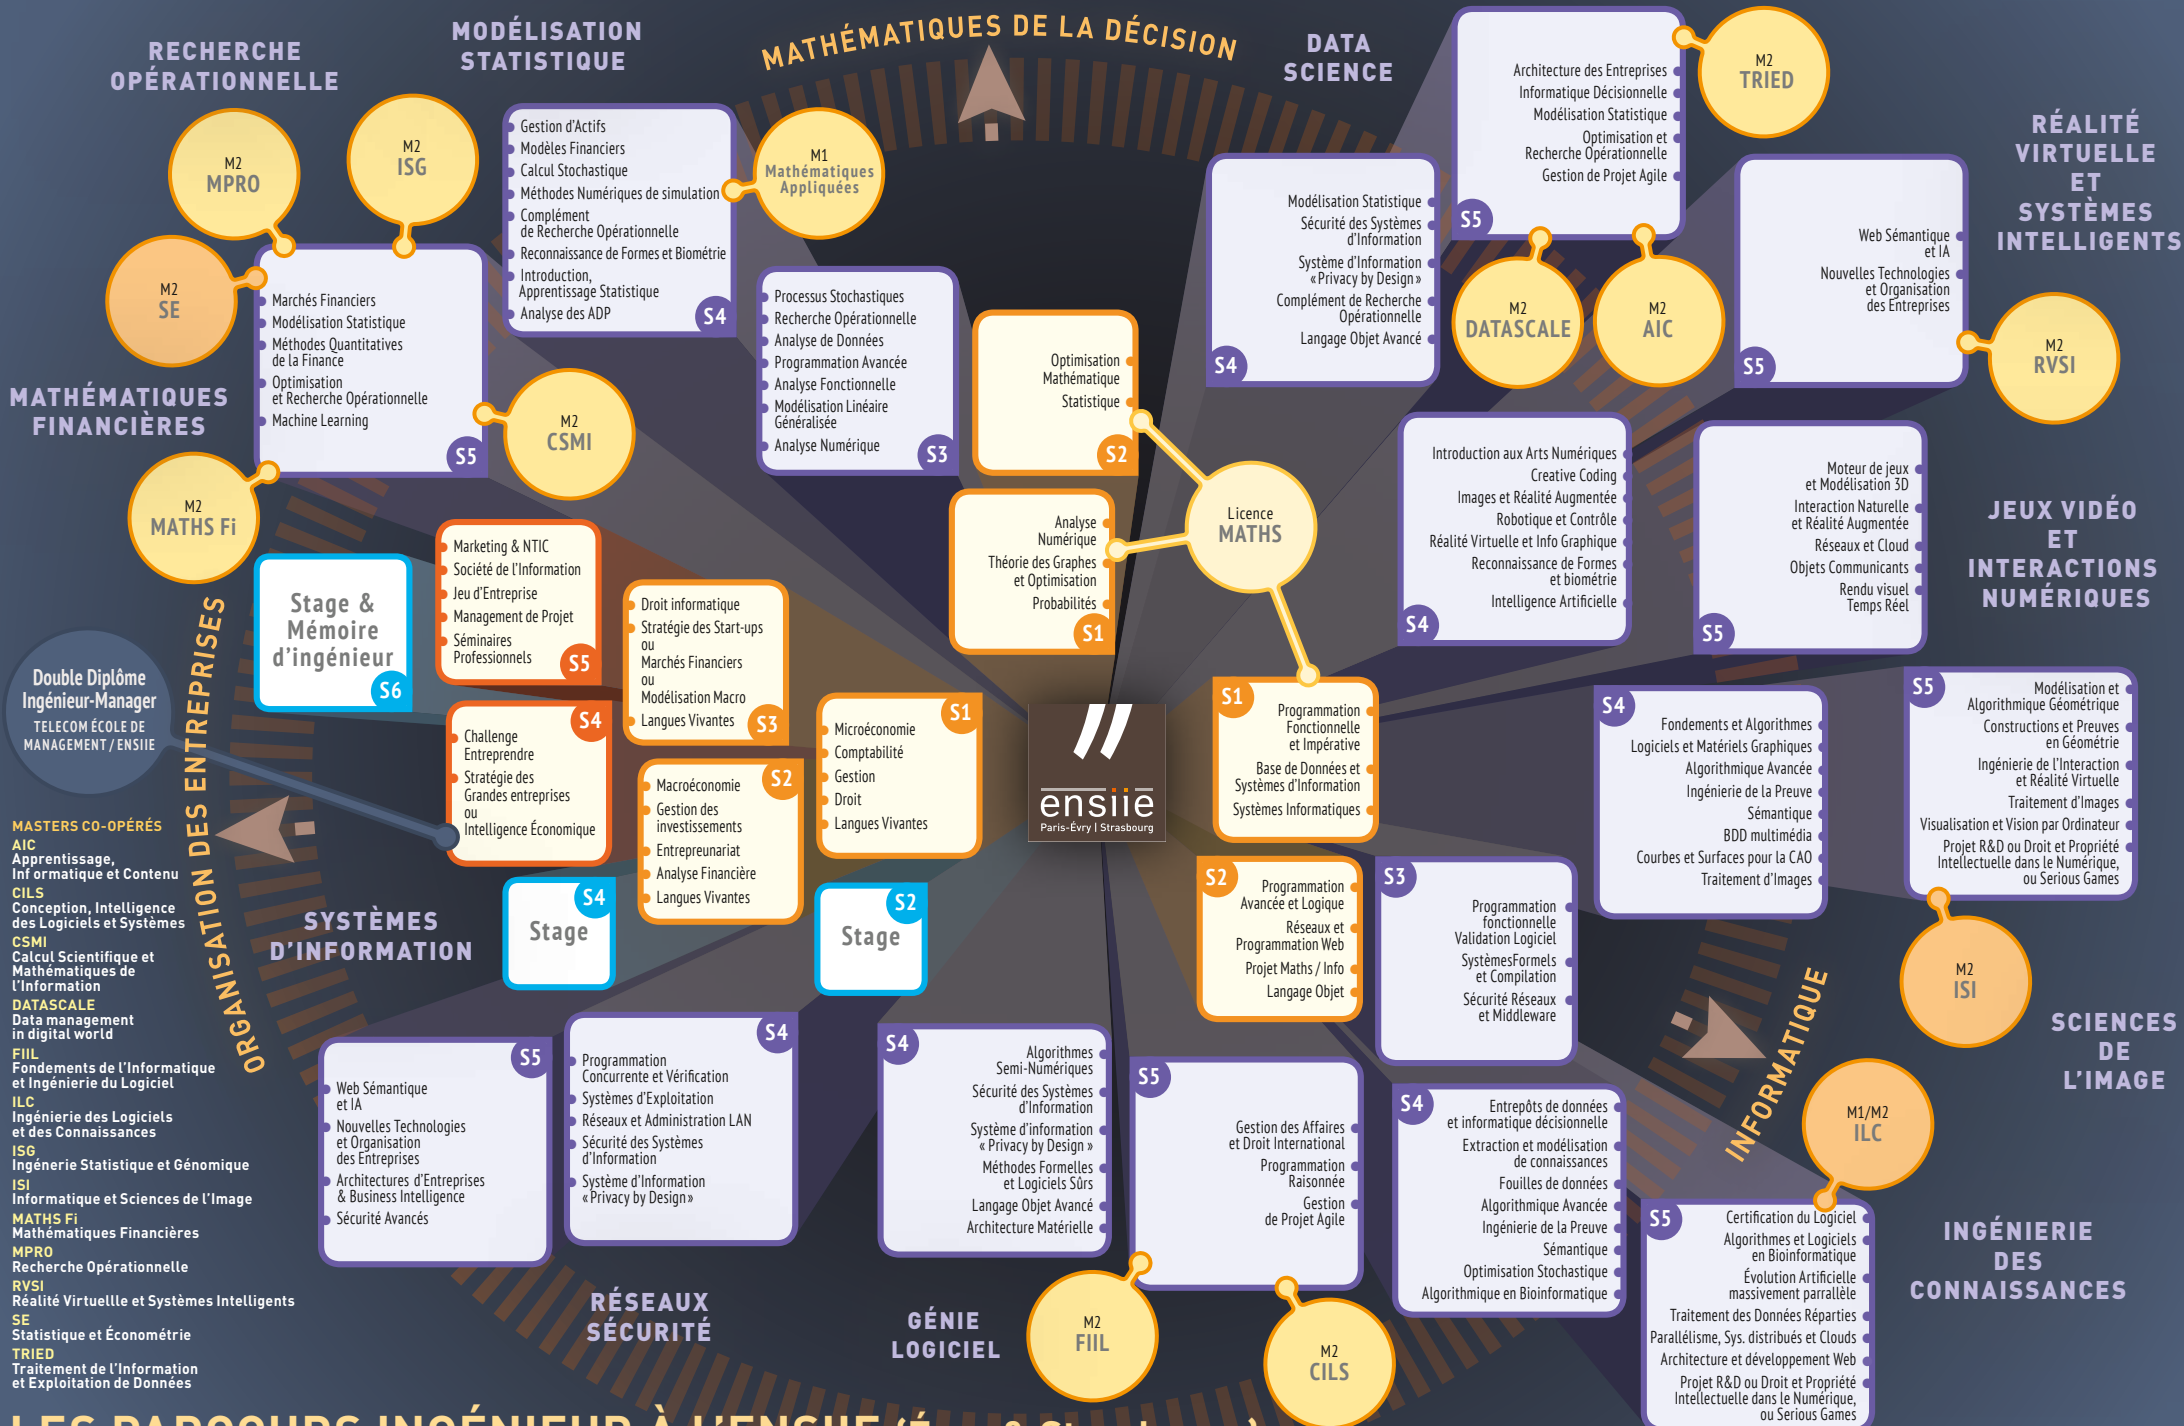 MATHÉMATIQUES DE LA DÉCISION
RECHERCHE
OPÉRATIONNELLE
MODÉLISATION
STATISTIQUE
DATA
SCIENCE
RÉALITÉ
VIRTUELLE
ET
SYSTÈMES
INTELLIGENTS
M2
MPRO
M2
ISG
M2
SE
MATHÉMATIQUES
FINANCIÈRES
M2
MATHS Fi
Marchés Financiers
Modélisation Statistique
Méthodes Quantitatives
de la Finance
Optimisation
et Recherche Opérationnelle
Machine Learning
S5
M2
CSMI
Gestion d'Actifs
Modèles Financiers
Calcul Stochastique
Méthodes Numériques de simulation
Complément
de Recherche Opérationnelle
Reconnaissance de Formes et Biométrie
Introduction,
Apprentissage Statistique
Analyse des ADP
S4
M1
Mathématiques
Appliquées
Processus Stochastiques
Recherche Opérationnelle
Analyse de Données
Programmation Avancée
Analyse Fonctionnelle
Modélisation Linéaire
Généralisée
Analyse Numérique
S3
Optimisation
Mathématique
Statistique
S2
Analyse
Numérique
Théorie des Graphes
et Optimisation
Probabilités
S1
Licence
MATHS
Modélisation Statistique
Sécurité des Systèmes
d'Information
Système d'Information
«Privacy by Design»
Complément de Recherche
Opérationnelle
Langage Objet Avancé
S4
Architecture des Entreprises
Informatique Décisionnelle
Modélisation Statistique
Optimisation et
Recherche Opérationnelle
Gestion de Projet Agile
S5
M2
TRIED
M2
DATASCALE
M2
AIC
Web Sémantique
et IA
Nouvelles Technologies
et Organisation
des Entreprises
S5
M2
RVSI
Introduction aux Arts Numériques
Creative Coding
Images et Réalité Augmentée
Robotique et Contrôle
Réalité Virtuelle et Info Graphique
Reconnaissance de Formes
et biométrie
Intelligence Artificielle
S4
Moteur de jeux
et Modélisation 3D
Interaction Naturelle
et Réalité Augmentée
Réseaux et Cloud
Objets Communicants
Rendu visuel
Temps Réel
S5
JEUX VIDÉO
ET
INTERACTIONS
NUMÉRIQUES
Stage &
Mémoire
d'ingénieur
S6
Marketing & NTIC
Société de l'Information
Jeu d'Entreprise
Management de Projet
Séminaires
Professionnels
S5
Droit informatique
Stratégie des Start-ups
ou
Marchés Financiers
ou
Modélisation Macro
Langues Vivantes
S3
S4
Challenge
Entreprendre
Stratégie des
Grandes entreprises
ou
Intelligence Économique
S2
Macroéconomie
Gestion des
investissements
Entrepreunariat
Analyse Financière
Langues Vivantes
S1
Microéconomie
Comptabilité
Gestion
Droit
Langues Vivantes
S4
Stage
S2
Stage
ensiie
Paris-Évry | Strasbourg
S1
Programmation
Fonctionnelle
et Impérative
Base de Données et
Systèmes d'Information
Systèmes Informatiques
S2
Programmation
Avancée et Logique
Réseaux et
Programmation Web
Projet Maths / Info
Langage Objet
S3
Programmation
fonctionnelle
Validation Logiciel
SystèmesFormels
et Compilation
Sécurité Réseaux
et Middleware
S4
Fondements et Algorithmes
Logiciels et Matériels Graphiques
Algorithmique Avancée
Ingénierie de la Preuve
Sémantique
BDD multimédia
Courbes et Surfaces pour la CAO
Traitement d'Images
S5
Modélisation et
Algorithmique Géométrique
Constructions et Preuves
en Géométrie
Ingénierie de l'Interaction
et Réalité Virtuelle
Traitement d'Images
Visualisation et Vision par Ordinateur
Projet R&D ou Droit et Propriété
Intellectuelle dans le Numérique,
ou Serious Games
M2
ISI
SCIENCES
DE
L'IMAGE
INFORMATIQUE
M1/M2
ILC
INGÉNIERIE
DES
CONNAISSANCES
S4
Entrepôts de données
et informatique décisionnelle
Extraction et modélisation
de connaissances
Fouilles de données
Algorithmique Avancée
Ingénierie de la Preuve
Sémantique
Optimisation Stochastique
Algorithmique en Bioinformatique
S5
Certification du Logiciel
Algorithmes et Logiciels
en Bioinformatique
Évolution Artificielle
massivement parrallèle
Traitement des Données Réparties
Parallélisme, Sys. distribués et Clouds
Architecture et développement Web
Projet R&D ou Droit et Propriété
Intellectuelle dans le Numérique,
ou Serious Games
S4
Algorithmes
Semi-Numériques
Sécurité des Systèmes
d'Information
Système d'information
« Privacy by Design »
Méthodes Formelles
et Logiciels Sûrs
Langage Objet Avancé
Architecture Matérielle
S5
Gestion des Affaires
et Droit International
Programmation
Raisonnée
Gestion
de Projet Agile
M2
FIIL
M2
CILS
GÉNIE
LOGICIEL
RÉSEAUX
SÉCURITÉ
S4
Programmation
Concurrente et Vérification
Systèmes d'Exploitation
Réseaux et Administration LAN
Sécurité des Systèmes
d'Information
Système d'Information
«Privacy by Design»
S5
Web Sémantique
et IA
Nouvelles Technologies
et Organisation
des Entreprises
Architectures d'Entreprises
& Business Intelligence
Sécurité Avancés
SYSTÈMES
D'INFORMATION
ORGANISATION DES ENTREPRISES
Double Diplôme
Ingénieur-Manager
TELECOM ÉCOLE DE
MANAGEMENT / ENSIIE
MASTERS CO-OPÉRÉS
AIC
Apprentissage,
Inf ormatique et Contenu
CILS
Conception, Intelligence
des Logiciels et Systèmes
CSMI
Calcul Scientifique et
Mathématiques de
l'Information
DATASCALE
Data management
in digital world
FIIL
Fondements de l'Informatique
et Ingénierie du Logiciel
ILC
Ingénierie des Logiciels
et des Connaissances
ISG
Ingénerie Statistique et Génomique
ISI
Informatique et Sciences de l'Image
MATHS Fi
Mathématiques Financières
MPRO
Recherche Opérationnelle
RVSI
Réalité Virtuellle et Systèmes Intelligents
SE
Statistique et Économétrie
TRIED
Traitement de l'Information
et Exploitation de Données
LES PARCOURS INGÉNIEUR À L'ENSIIE